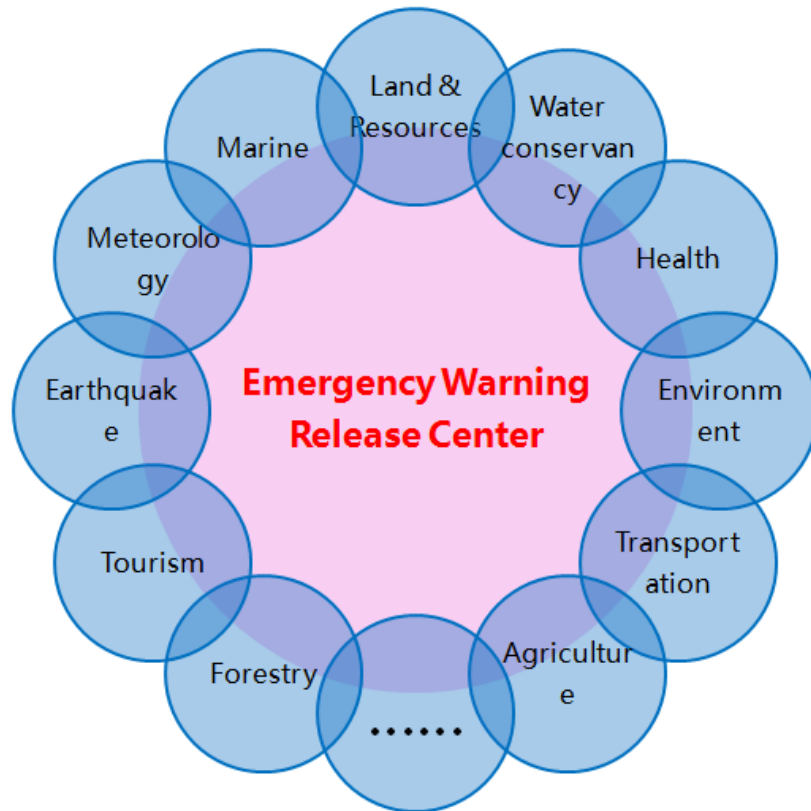 Land &
Resources
Water
conservan
cy
Health
Environm
ent
Transport
ation
Agricultur
e
......
Forestry
Tourism
Earthquak
e
Meteorolo
gy
Marine
Emergency Warning
Release Center